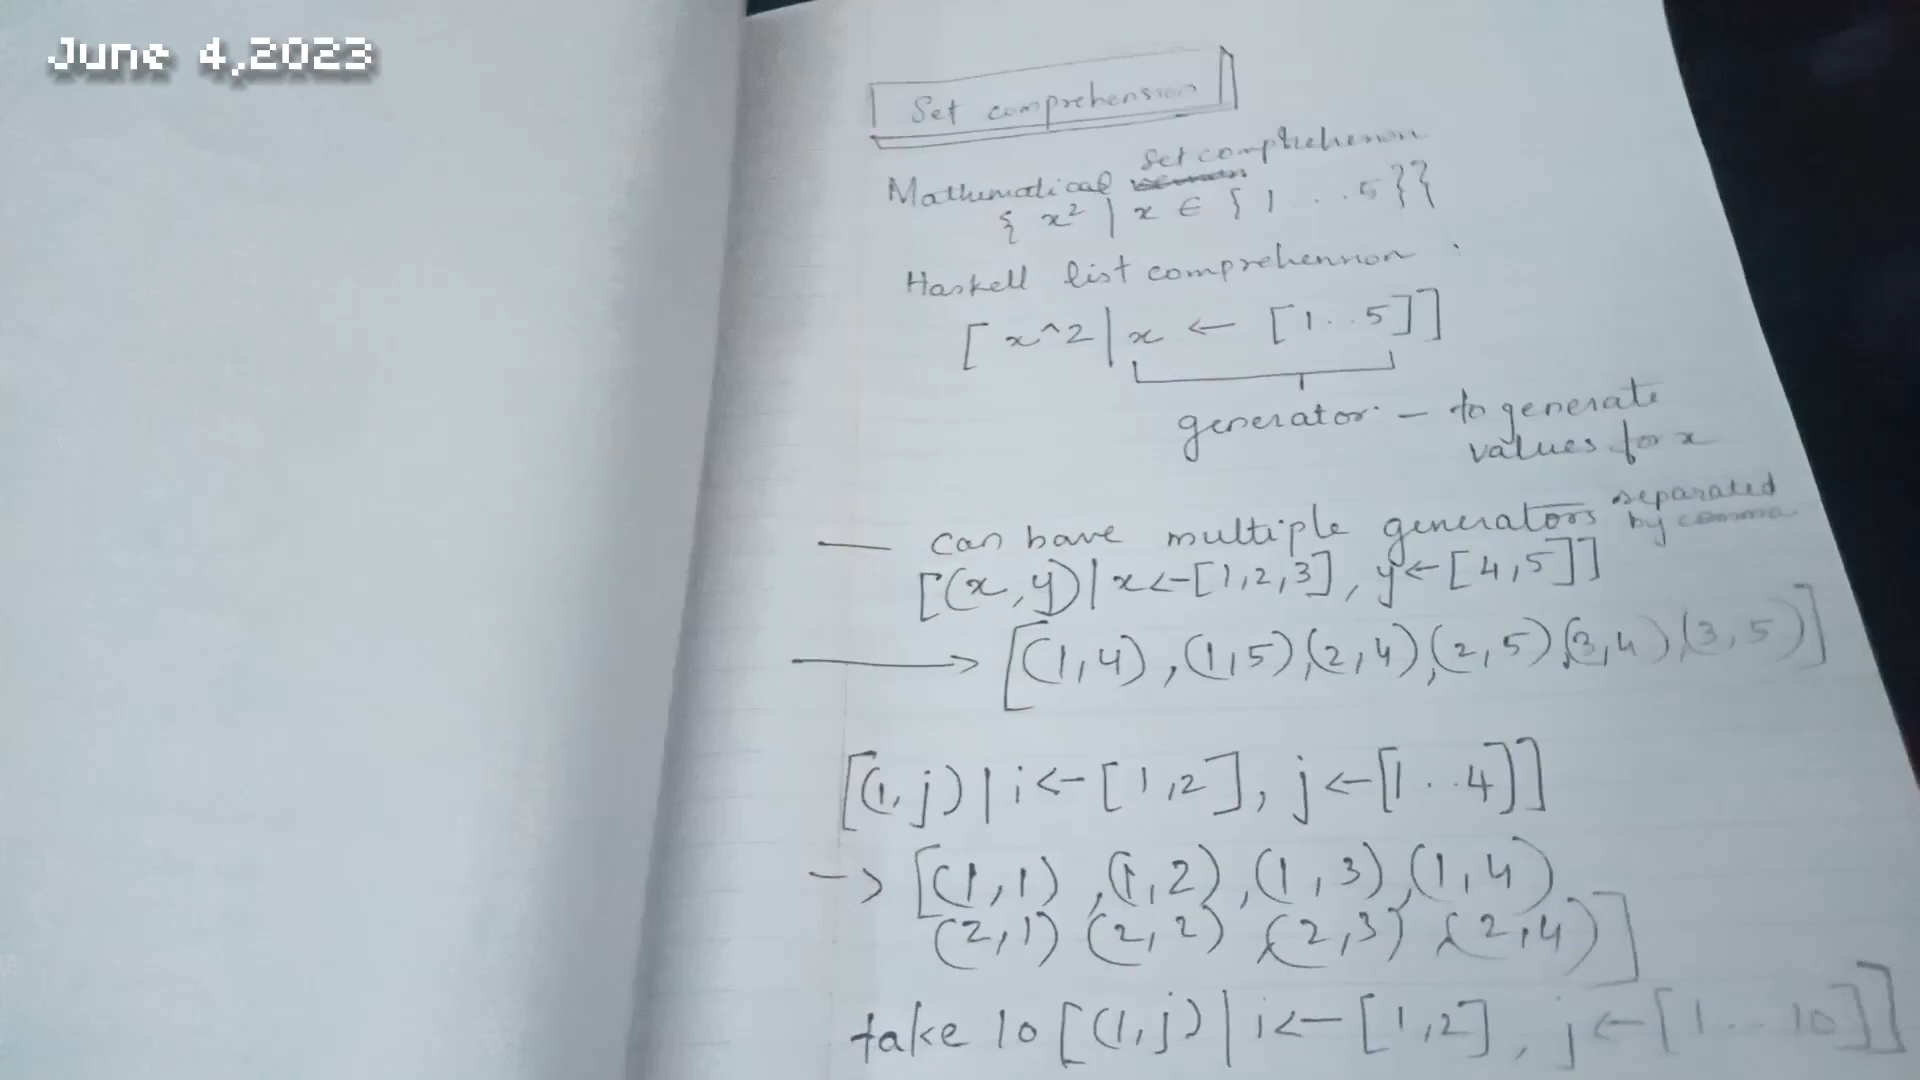 June 4,2023
Set comprehension
Mathematical set comprehension
{ x² | x ∈ { 1 ... 5 }}
Haskell list comprehension :
[ x^2 | x ← [1..5]]
generator — to generate
values for x
— can have multiple generators separated by comma
[(x,y) | x ← [1,2,3], y ← [4,5]]
→ [(1,4),(1,5),(2,4),(2,5),(3,4),(3,5)]
[(i,j) | i ← [1,2], j ← [1..4]]
→ [(1,1),(1,2),(1,3),(1,4)
(2,1) (2,2) (2,3) (2,4)]
take 10 [(i,j) | i ← [1,2], j ← [1..10]]